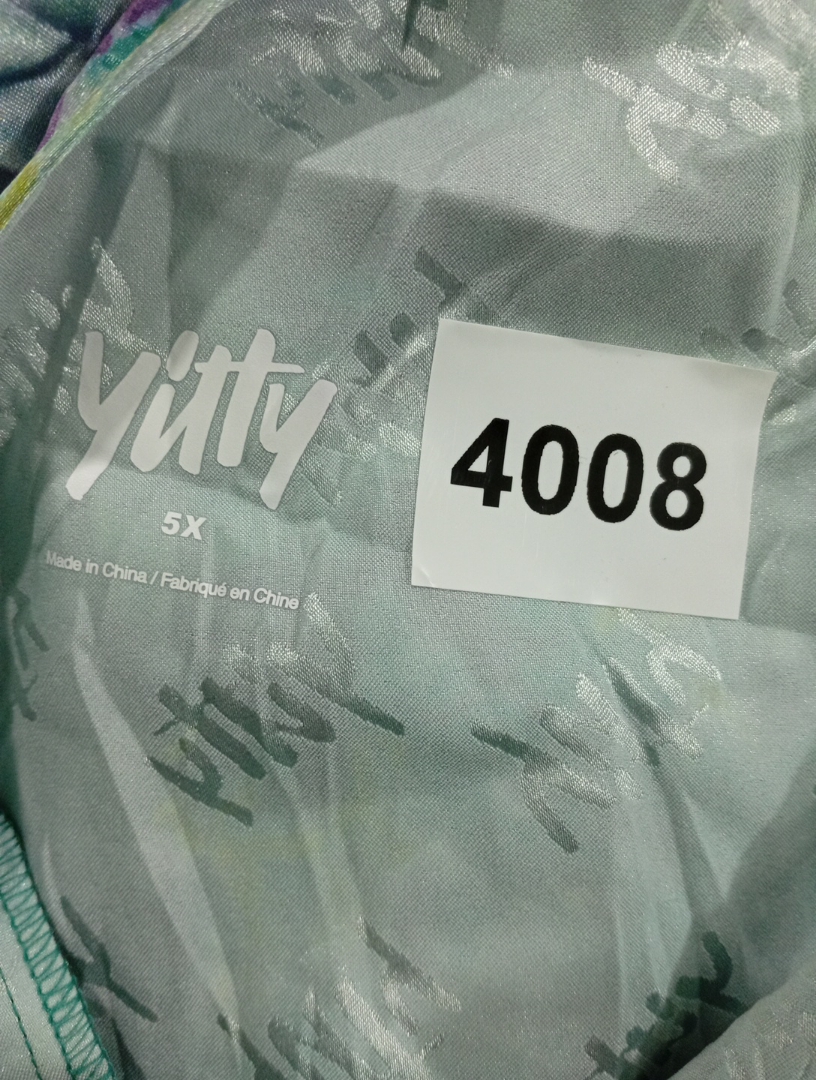 yitty
5X
Made in China / Fabriqué en Chine
4008